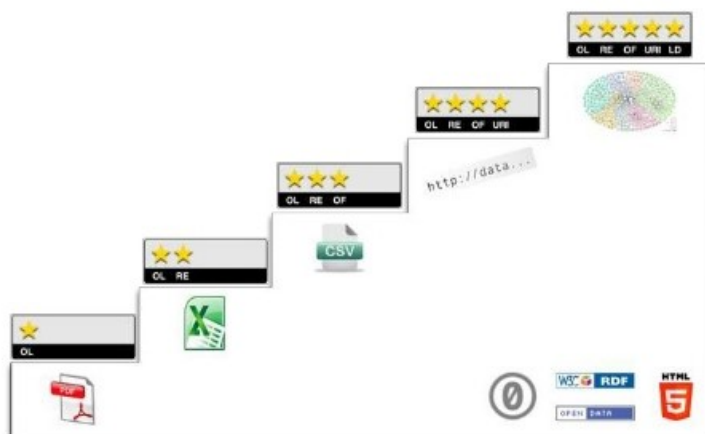 OL RE OF URI LD
OL RE OF URI
http://data...
OL RE OF
CSV
OL RE
X
OL
PDF
0
W3C RDF
OPEN DATA
HTML
5